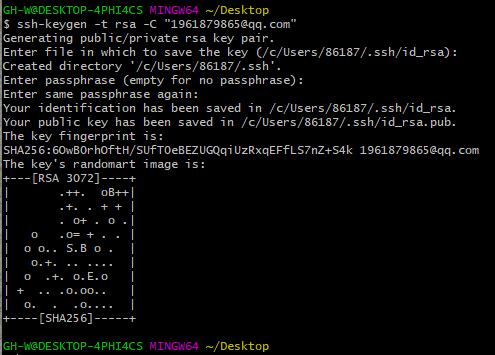 GH-W@DESKTOP-4PHI4CS MINGW64 ~/Desktop
$ ssh-keygen -t rsa -C "1961879865@qq.com"
Generating public/private rsa key pair.
Enter file in which to save the key (/c/Users/86187/.ssh/id_rsa):
Created directory '/c/Users/86187/.ssh'.
Enter passphrase (empty for no passphrase):
Enter same passphrase again:
Your identification has been saved in /c/Users/86187/.ssh/id_rsa.
Your public key has been saved in /c/Users/86187/.ssh/id_rsa.pub.
The key fingerprint is:
SHA256:6OwBOrhOftH/SUfTOeBEZUGQqiUzRxqEFfLS7nZ+S4k 1961879865@qq.com
The key's randomart image is:
+---[RSA 3072]----+
|       .++.  oB++|
|       .+. . + + |
|       . o+ . o .|
|   o   .o= + . . |
|  o o.. S.B o .  |
|   o.+. .. ....  |
|  o  .+. o.E.o   |
| +  .. .o.oo..   |
|  o.  .  .o....  |
+----[SHA256]-----+
GH-W@DESKTOP-4PHI4CS MINGW64 ~/Desktop